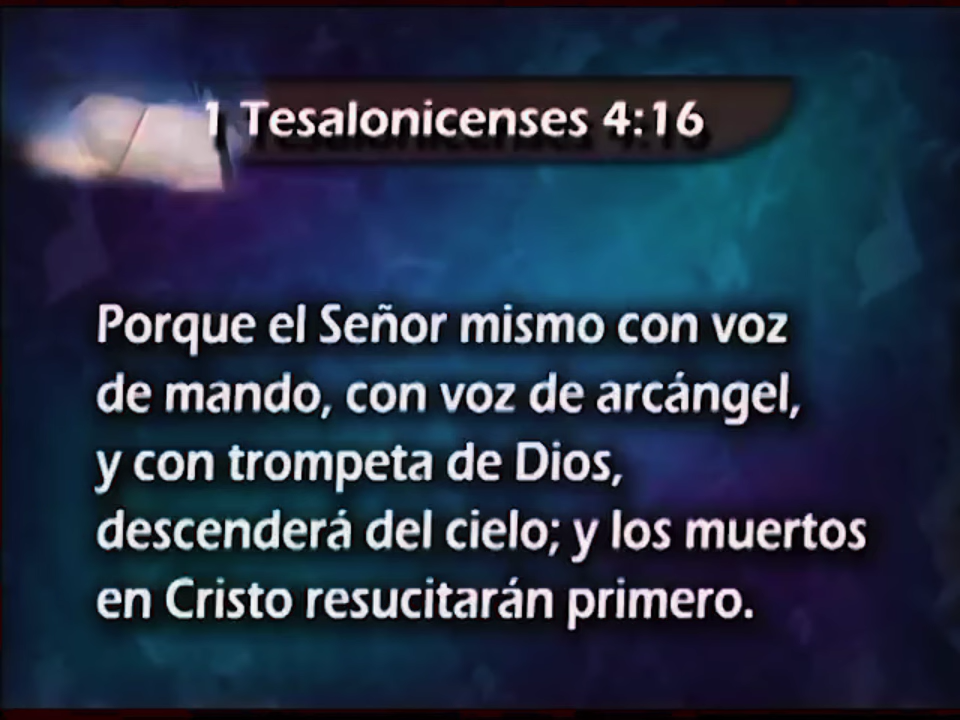 1 Tesalonicenses 4:16
Porque el Señor mismo con voz
de mando, con voz de arcángel,
y con trompeta de Dios,
descenderá del cielo; y los muertos
en Cristo resucitarán primero.